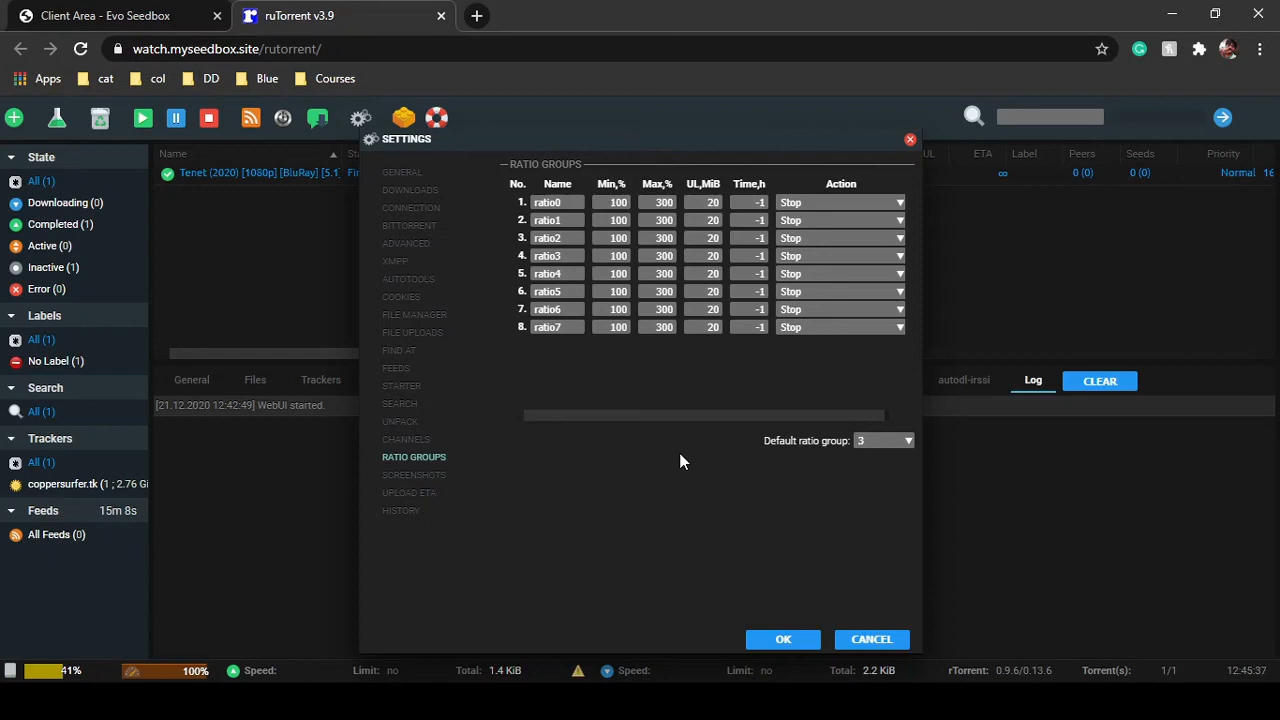 Client Area - Evo Seedbox
ruTorrent v3.9
watch.myseedbox.site/rutorrent/
Apps cat col DD Blue Courses
SETTINGS
State
All (1)
Downloading (0)
Completed (1)
Active (0)
Inactive (1)
Error (0)
Labels
All (1)
No Label (1)
Search
All (1)
Trackers
All (1)
coppersurfer.tk (1 ; 2.76 Gi
Feeds 15m 8s
All Feeds (0)
Name UL ETA Label Peers Seeds Priority
Tenet (2020) [1080p] [BluRay] [5.1 Fin ∞ 0 (0) 0 (0) Normal 16
General Files Trackers autodl-irssi Log CLEAR
[21.12.2020 12:42:49] WebUI started.
GENERAL
DOWNLOADS
CONNECTION
BITTORRENT
ADVANCED
XMPP
AUTOTOOLS
COOKIES
FILE MANAGER
FILE UPLOADS
FIND AT
FEEDS
STARTER
SEARCH
UNPACK
CHANNELS
RATIO GROUPS
SCREENSHOTS
UPLOAD ETA
HISTORY
RATIO GROUPS
No. Name Min,% Max,% UL,MiB Time,h Action
1. ratio0 100 300 20 -1 Stop
2. ratio1 100 300 20 -1 Stop
3. ratio2 100 300 20 -1 Stop
4. ratio3 100 300 20 -1 Stop
5. ratio4 100 300 20 -1 Stop
6. ratio5 100 300 20 -1 Stop
7. ratio6 100 300 20 -1 Stop
8. ratio7 100 300 20 -1 Stop
Default ratio group: 3
OK CANCEL
41% 100% Speed: Limit: no Total: 1.4 KiB Speed: Limit: no Total: 2.2 KiB rTorrent: 0.9.6/0.13.6 Torrent(s): 1/1 12:45:37